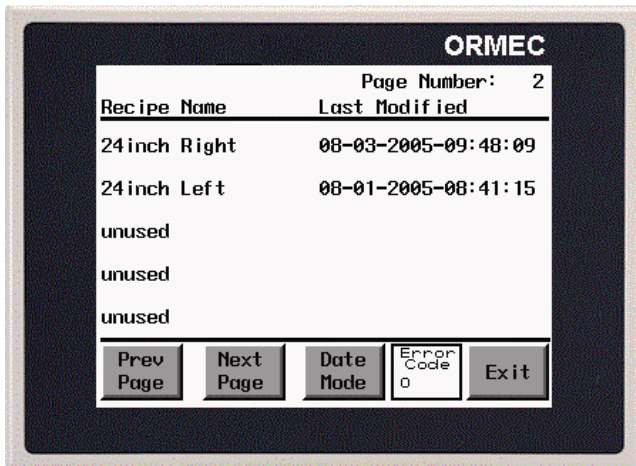 ORMEC
Page Number: 2
Recipe Name Last Modified
24inch Right 08-03-2005-09:48:09
24inch Left 08-01-2005-08:41:15
unused
unused
unused
Prev Page
Next Page
Date Mode
Error Code
0
Exit